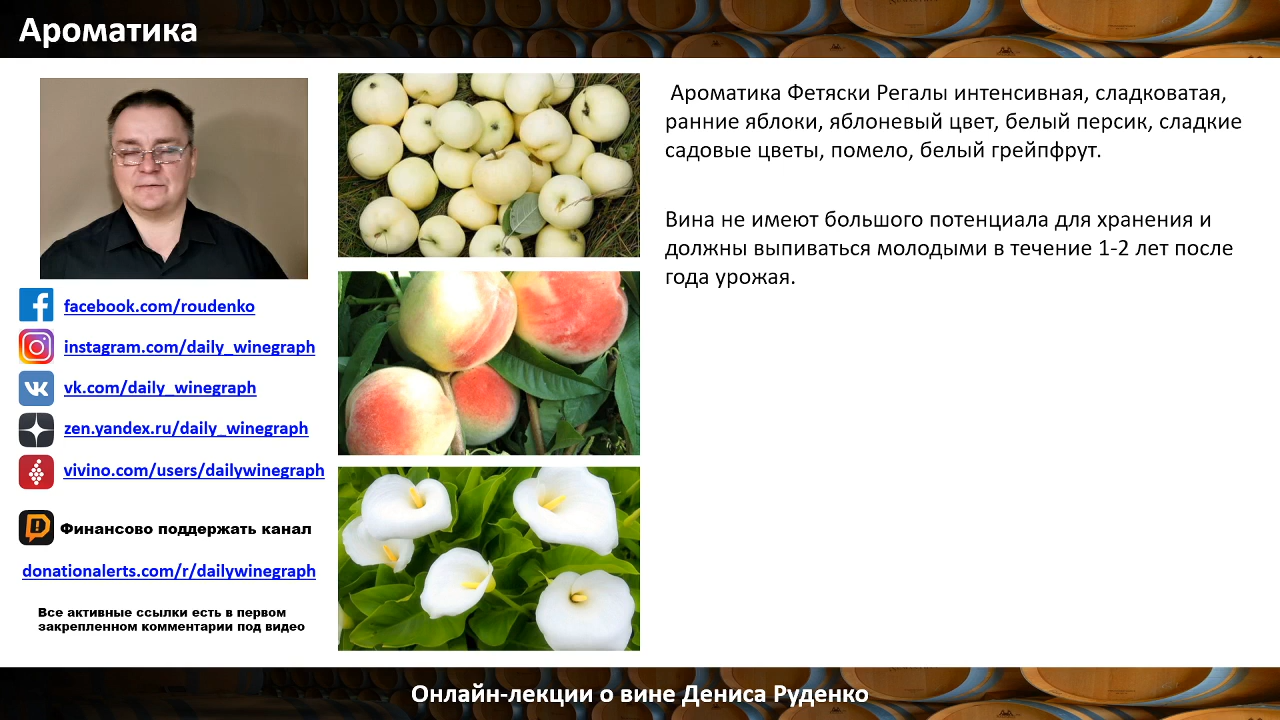 Ароматика
facebook.com/roudenko
instagram.com/daily_winegraph
vk.com/daily_winegraph
zen.yandex.ru/daily_winegraph
vivino.com/users/dailywinegraph
Финансово поддержать канал
donationalerts.com/r/dailywinegraph
Все активные ссылки есть в первом
закрепленном комментарии под видео
Ароматика Фетяски Регалы интенсивная, сладковатая,
ранние яблоки, яблоневый цвет, белый персик, сладкие
садовые цветы, помело, белый грейпфрут.
Вина не имеют большого потенциала для хранения и
должны выпиваться молодыми в течение 1-2 лет после
года урожая.
Онлайн-лекции о вине Дениса Руденко